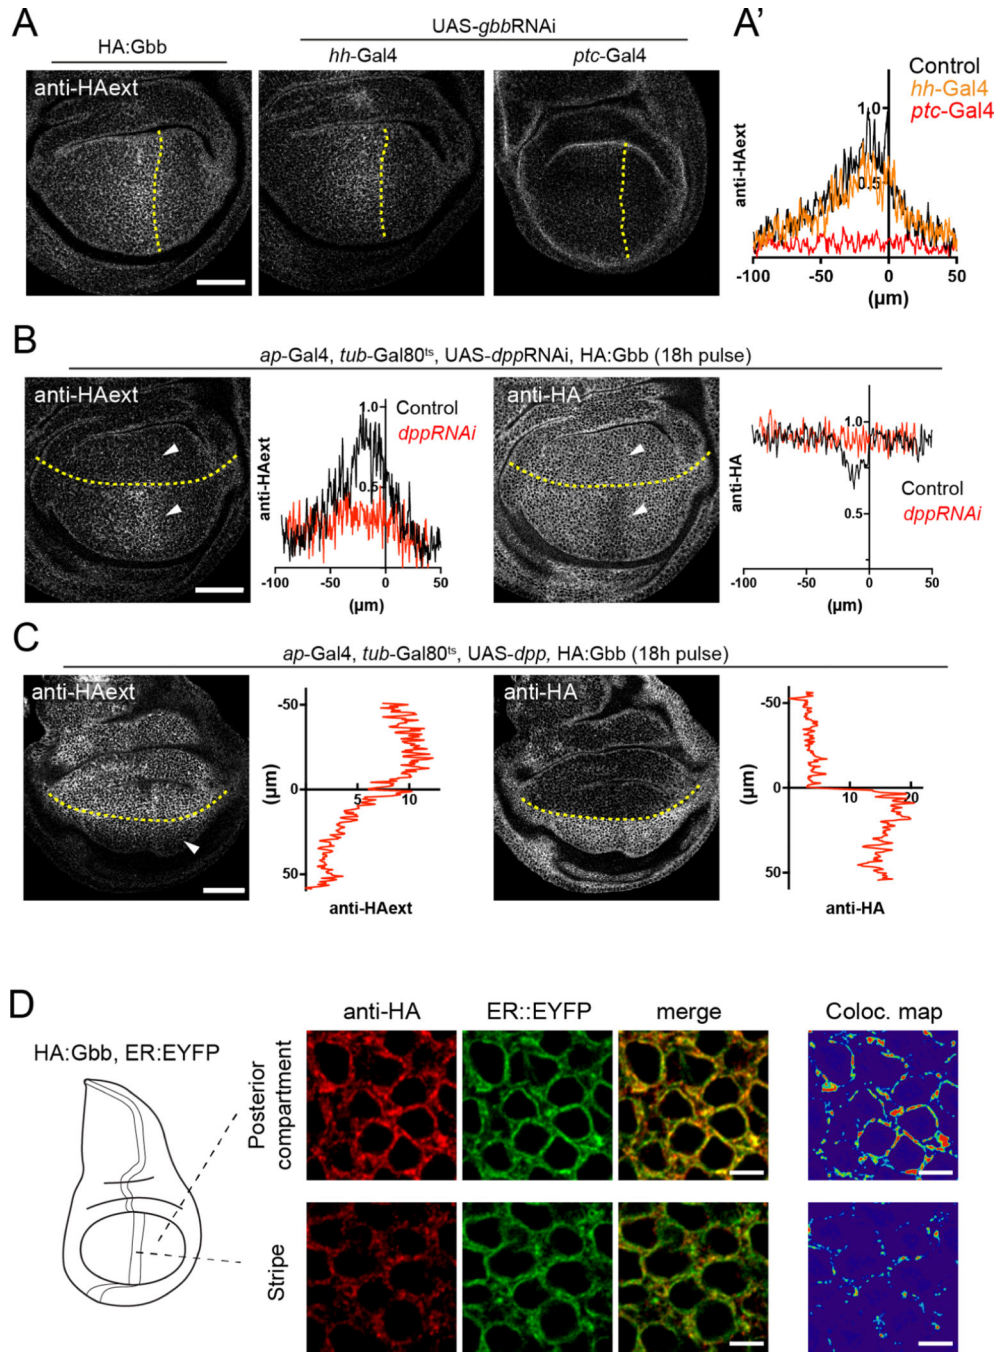 A
UAS-gbbRNAi
A'
HA:Gbb
hh-Gal4
ptc-Gal4
anti-HAext
Control
hh-Gal4
ptc-Gal4
anti-HAext
1.0
0.5
-100 -50 0 50
(µm)
B
ap-Gal4, tub-Gal80ts, UAS-dppRNAi, HA:Gbb (18h pulse)
anti-HAext
anti-HAext
1.0
0.5
Control
dppRNAi
-100 -50 0 50
(µm)
anti-HA
anti-HA
1.0
0.5
Control
dppRNAi
-100 -50 0 50
(µm)
C
ap-Gal4, tub-Gal80ts, UAS-dpp, HA:Gbb (18h pulse)
anti-HAext
(µm)
-50
0
50
5 10
anti-HAext
anti-HA
(µm)
-50
0
50
10 20
anti-HA
D
anti-HA ER::EYFP merge Coloc. map
HA:Gbb, ER:EYFP
Posterior
compartment
Stripe